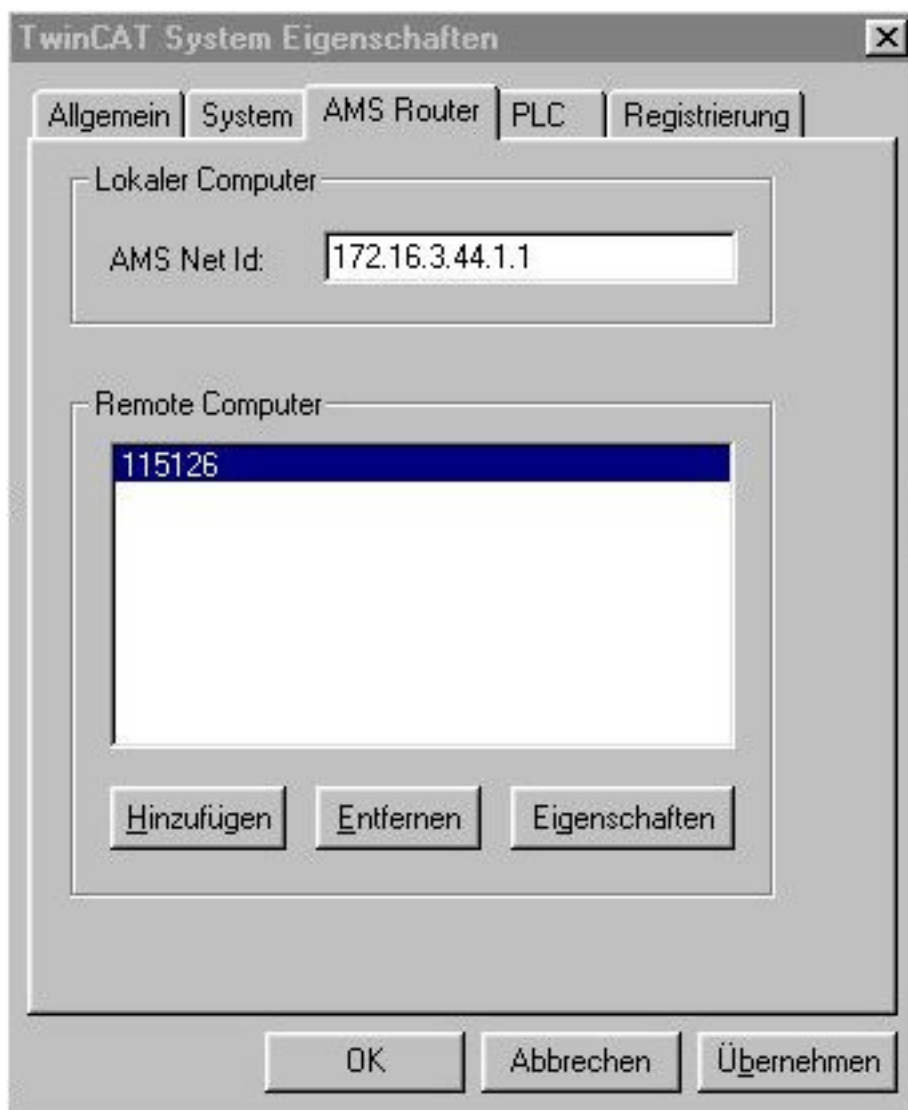 TwinCAT System Eigenschaften
Allgemein System AMS Router PLC Registrierung
Lokaler Computer
AMS Net Id: 172.16.3.44.1.1
Remote Computer
115126
Hinzufügen Entfernen Eigenschaften
OK Abbrechen Übernehmen